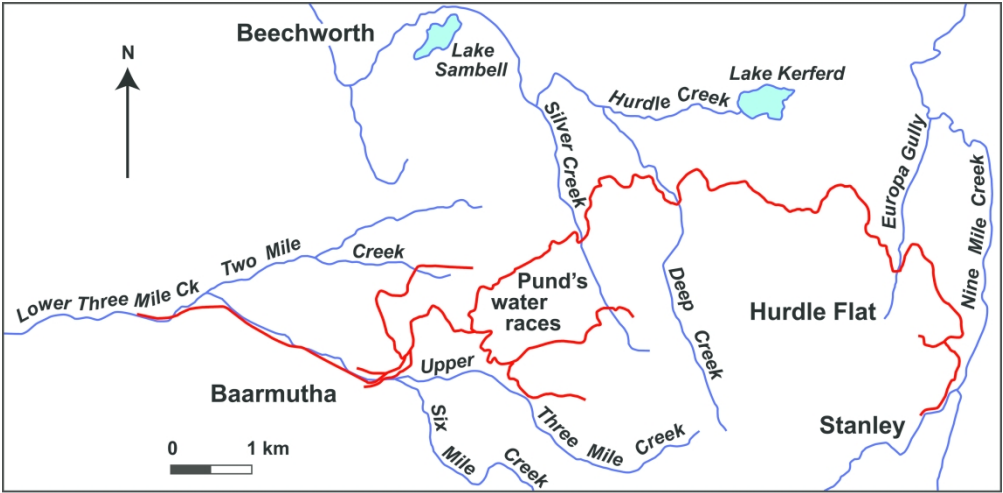 Beechworth
Lake
Sambell
N
Lake Kerferd
Hurdle Creek
Silver Creek
Europa Gully
Nine Mile Creek
Two Mile
Creek
Lower Three Mile Ck
Pund's
water
races
Deep Creek
Hurdle Flat
Upper
Three Mile Creek
Baarmutha
Six
Mile
Creek
Stanley
0 1 km